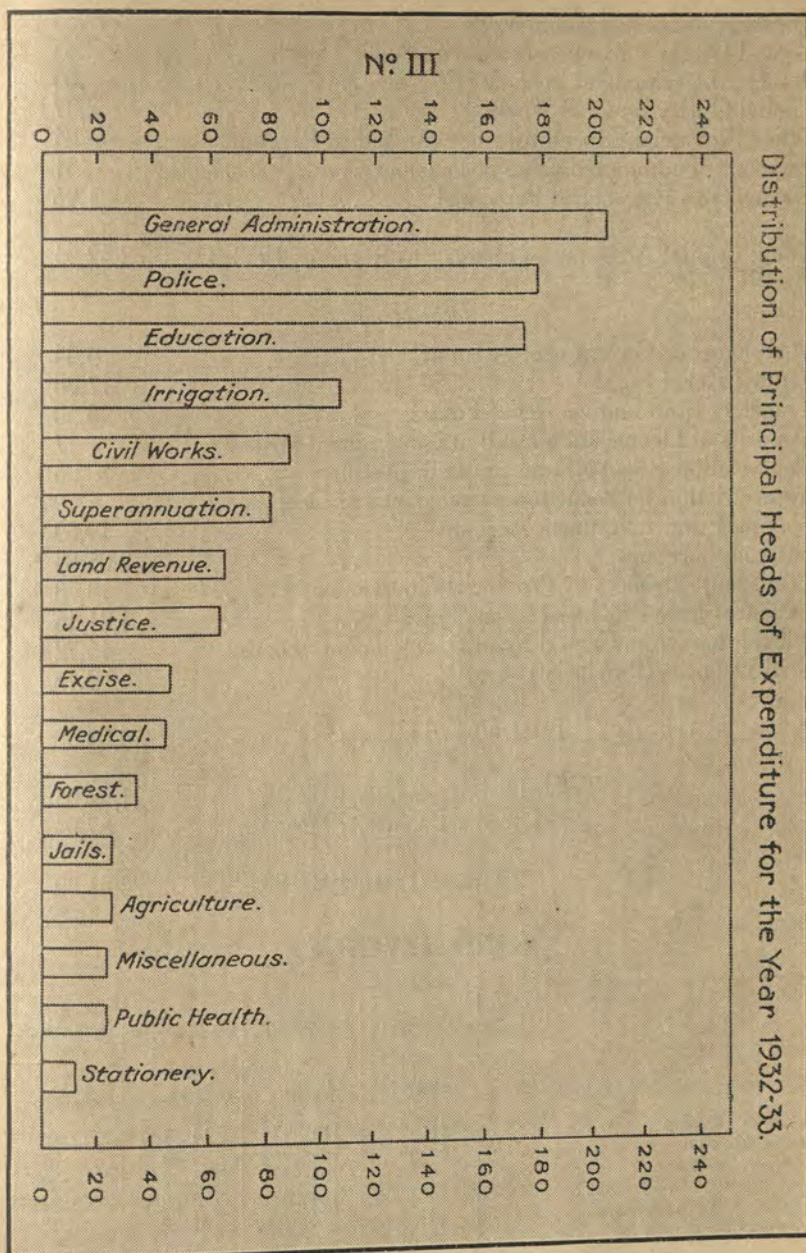 Nº III
Distribution of Principal Heads of Expenditure for the Year 1932-33.
0 20 40 60 80 100 120 140 160 180 200 220 240
General Administration.
Police.
Education.
Irrigation.
Civil Works.
Superannuation.
Land Revenue.
Justice.
Excise.
Medical.
Forest.
Jails.
Agriculture.
Miscellaneous.
Public Health.
Stationery.
0 20 40 60 80 100 120 140 160 180 200 220 240